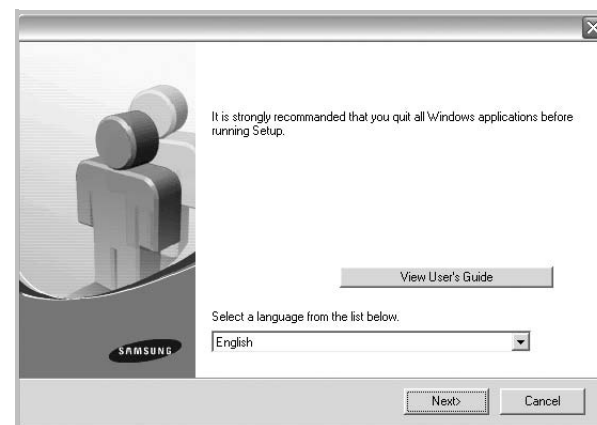 It is strongly recommanded that you quit all Windows applications before
running Setup.
View User's Guide
Select a language from the list below.
English
SAMSUNG
Next>
Cancel